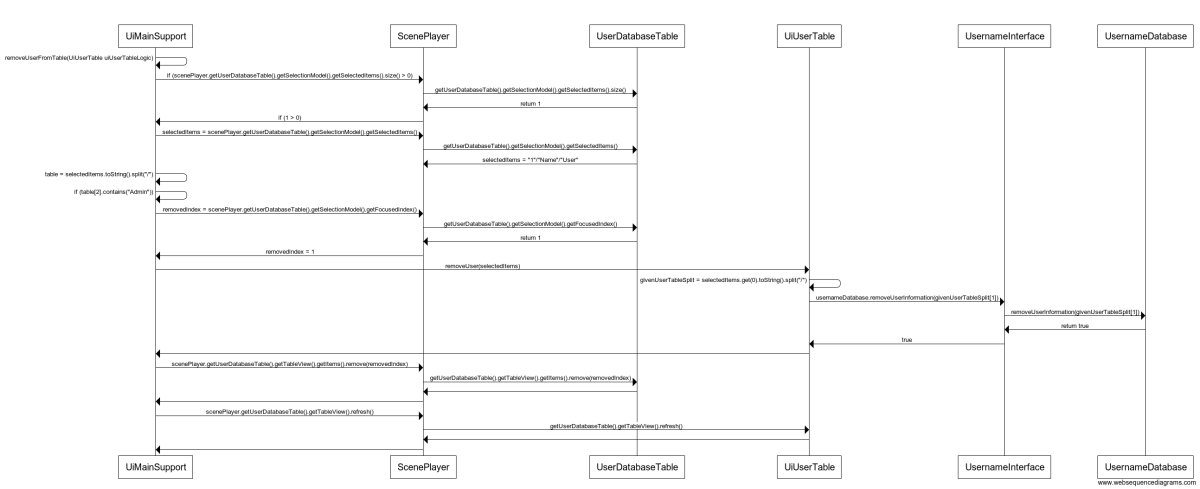 UiMainSupport
ScenePlayer
UserDatabaseTable
UiUserTable
UsernameInterface
UsernameDatabase
removeUserFromTable(UiUserTable uiUserTableLogic)
if (scenePlayer.getUserDatabaseTable().getSelectionModel().getSelectedItems().size() > 0)
getUserDatabaseTable().getSelectionModel().getSelectedItems().size()
return 1
if (1 > 0)
selectedItems = scenePlayer.getUserDatabaseTable().getSelectionModel().getSelectedItems()
getUserDatabaseTable().getSelectionModel().getSelectedItems()
selectedItems = "1"/"Name"/"User"
table = selectedItems.toString().split("/")
if (table[2].contains("Admin"))
removedIndex = scenePlayer.getUserDatabaseTable().getSelectionModel().getFocusedIndex()
getUserDatabaseTable().getSelectionModel().getFocusedIndex()
return 1
removedIndex = 1
removeUser(selectedItems)
givenUserTableSplit = selectedItems.get(0).toString().split("/")
usernameDatabase.removeUserInformation(givenUserTableSplit[1])
removeUserInformation(givenUserTableSplit[1])
return true
true
scenePlayer.getUserDatabaseTable().getTableView().getItems().remove(removedIndex)
getUserDatabaseTable().getTableView().getItems().remove(removedIndex)
scenePlayer.getUserDatabaseTable().getTableView().refresh()
getUserDatabaseTable().getTableView().refresh()
UiMainSupport
ScenePlayer
UserDatabaseTable
UiUserTable
UsernameInterface
UsernameDatabase
www.websequencediagrams.com